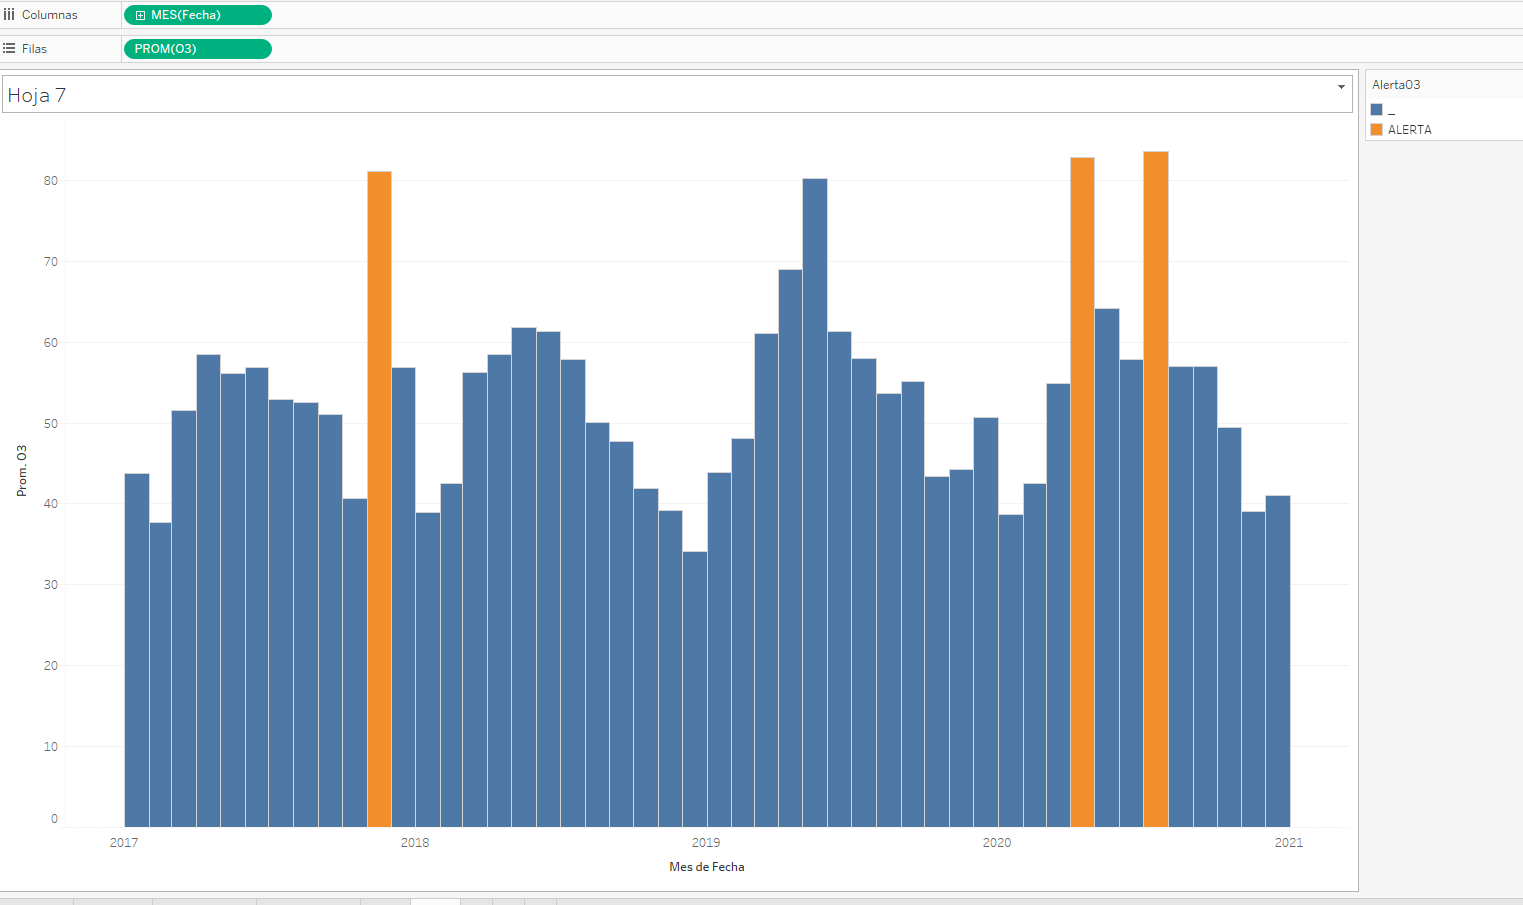 Columnas
MES(Fecha)
Filas
PROM(O3)
Hoja 7
Alerta03
_
ALERTA
80
70
60
50
40
30
20
10
0
Prom. O3
2017
2018
2019
2020
2021
Mes de Fecha